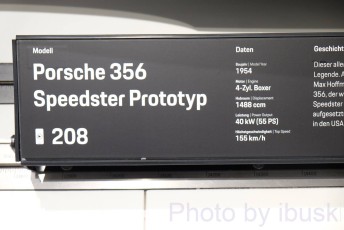 Modell
Porsche 356
Speedster Prototyp
208
Daten
Baujahr | Model Year
1954
Motor | Engine
4-Zyl. Boxer
Hubraum | Displacement
1488 ccm
Leistung | Power Output
40 kW (55 PS)
Höchstgeschwindigkeit | Top Speed
155 km/h
Geschicht
Dieser alle
Legende. A
Max Hoffm
356, der w
Speedster
aufgesetzt
in den USA
Photo by ibusk